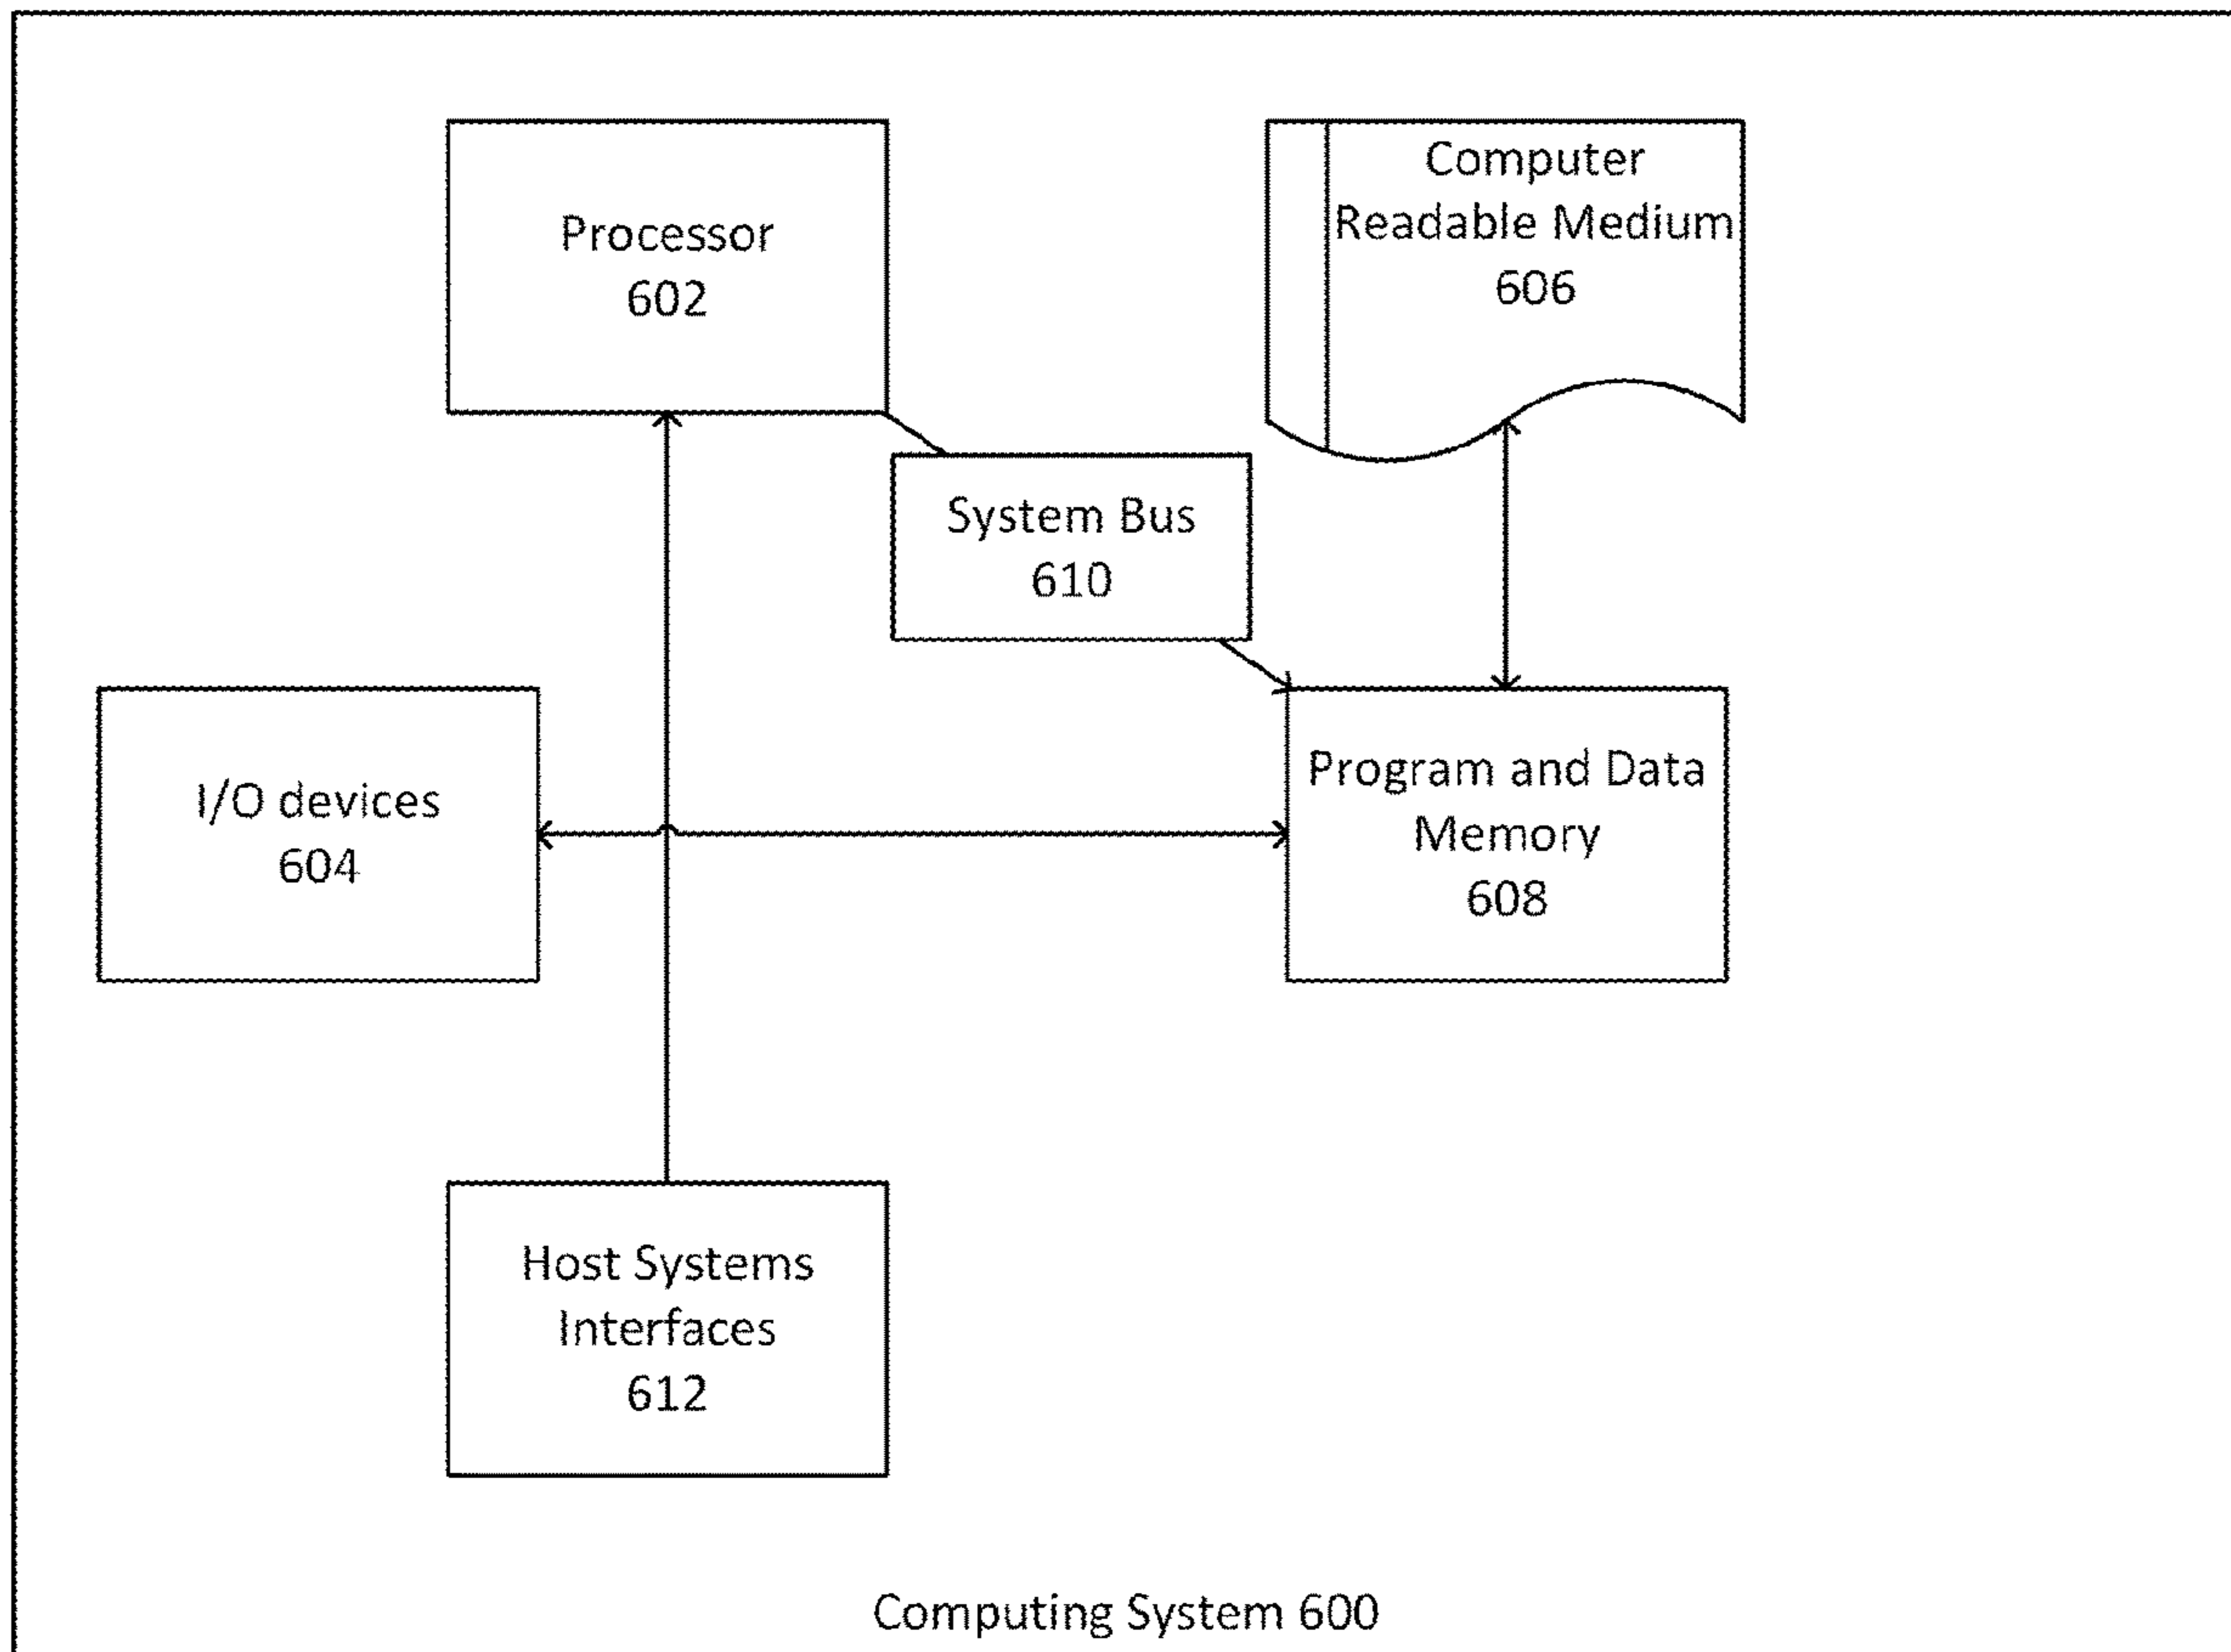 Processor
602
Computer
Readable Medium
606
System Bus
610
I/O devices
604
Program and Data
Memory
608
Host Systems
Interfaces
612
Computing System 600